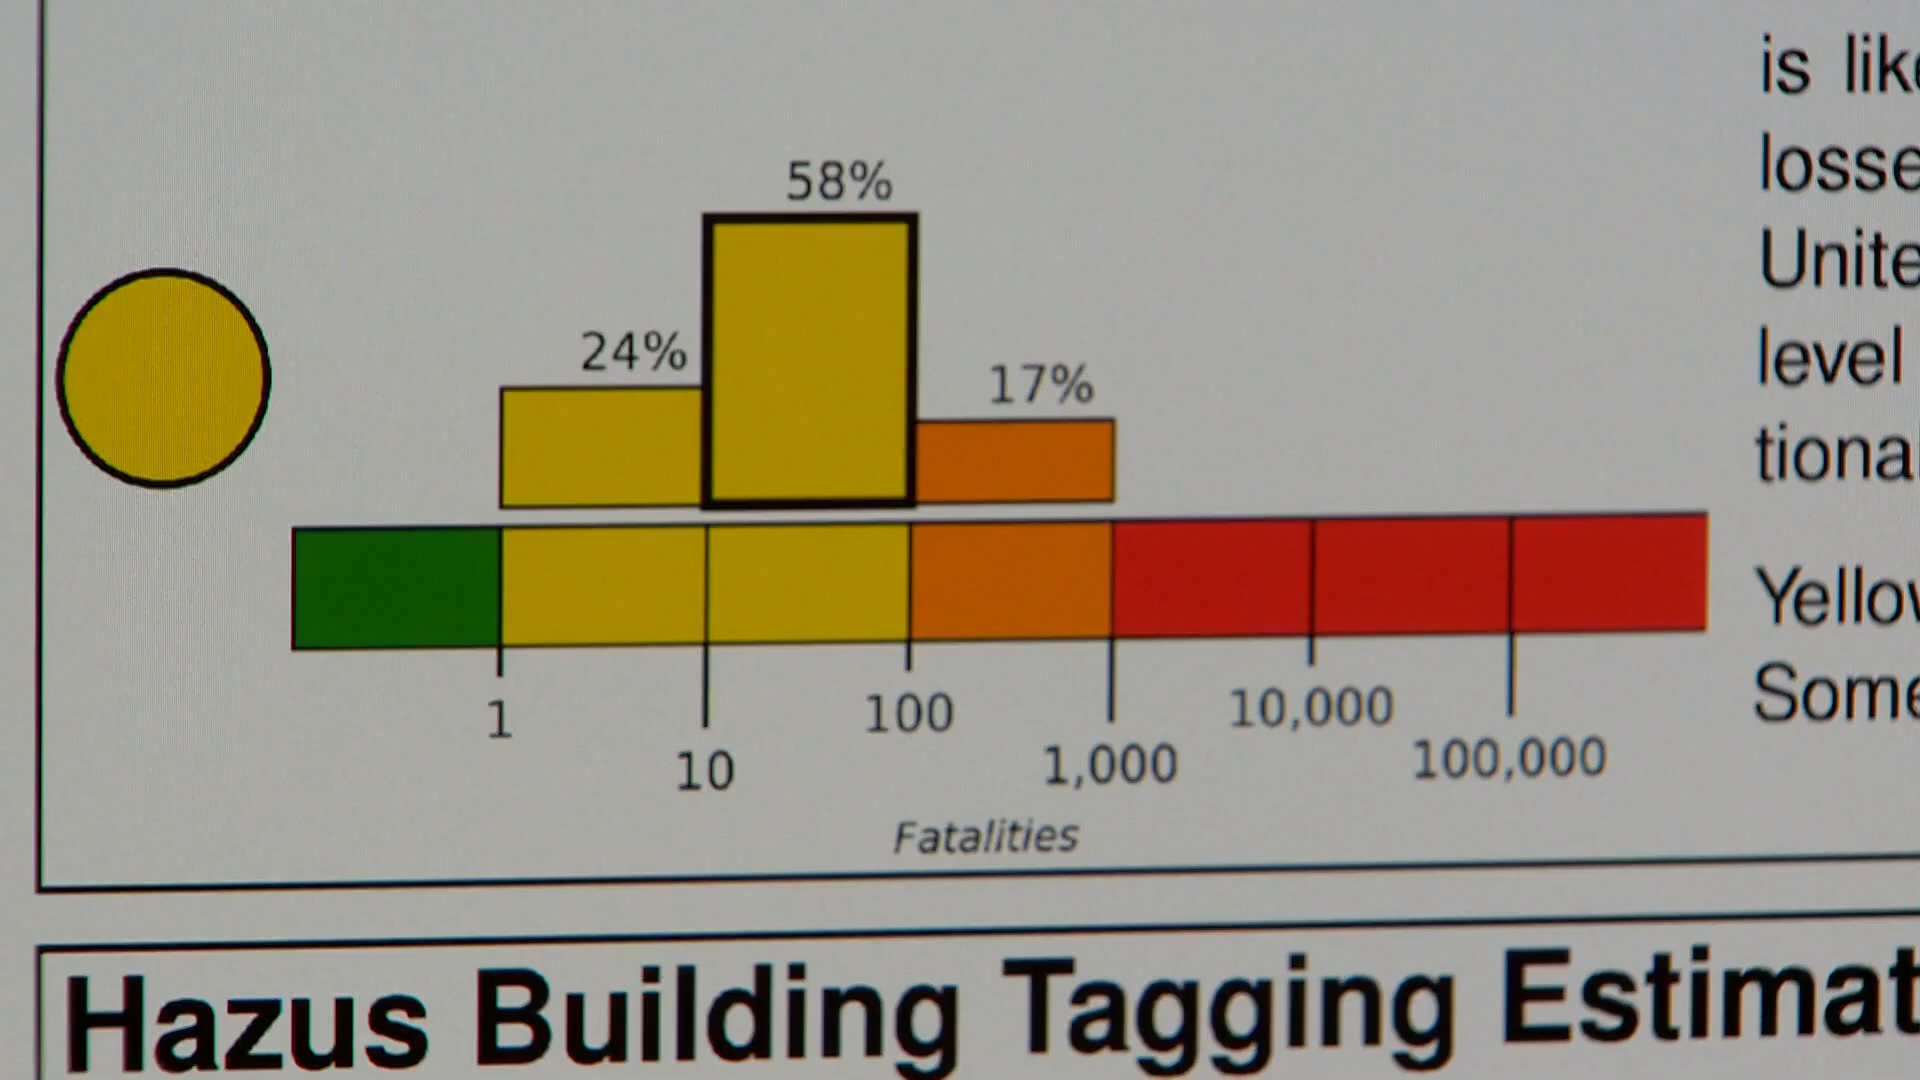 is
58%
24%
17%
level
1
10
100
1,000
10,000
100,000
Fatalities
Hazus Building Tagging